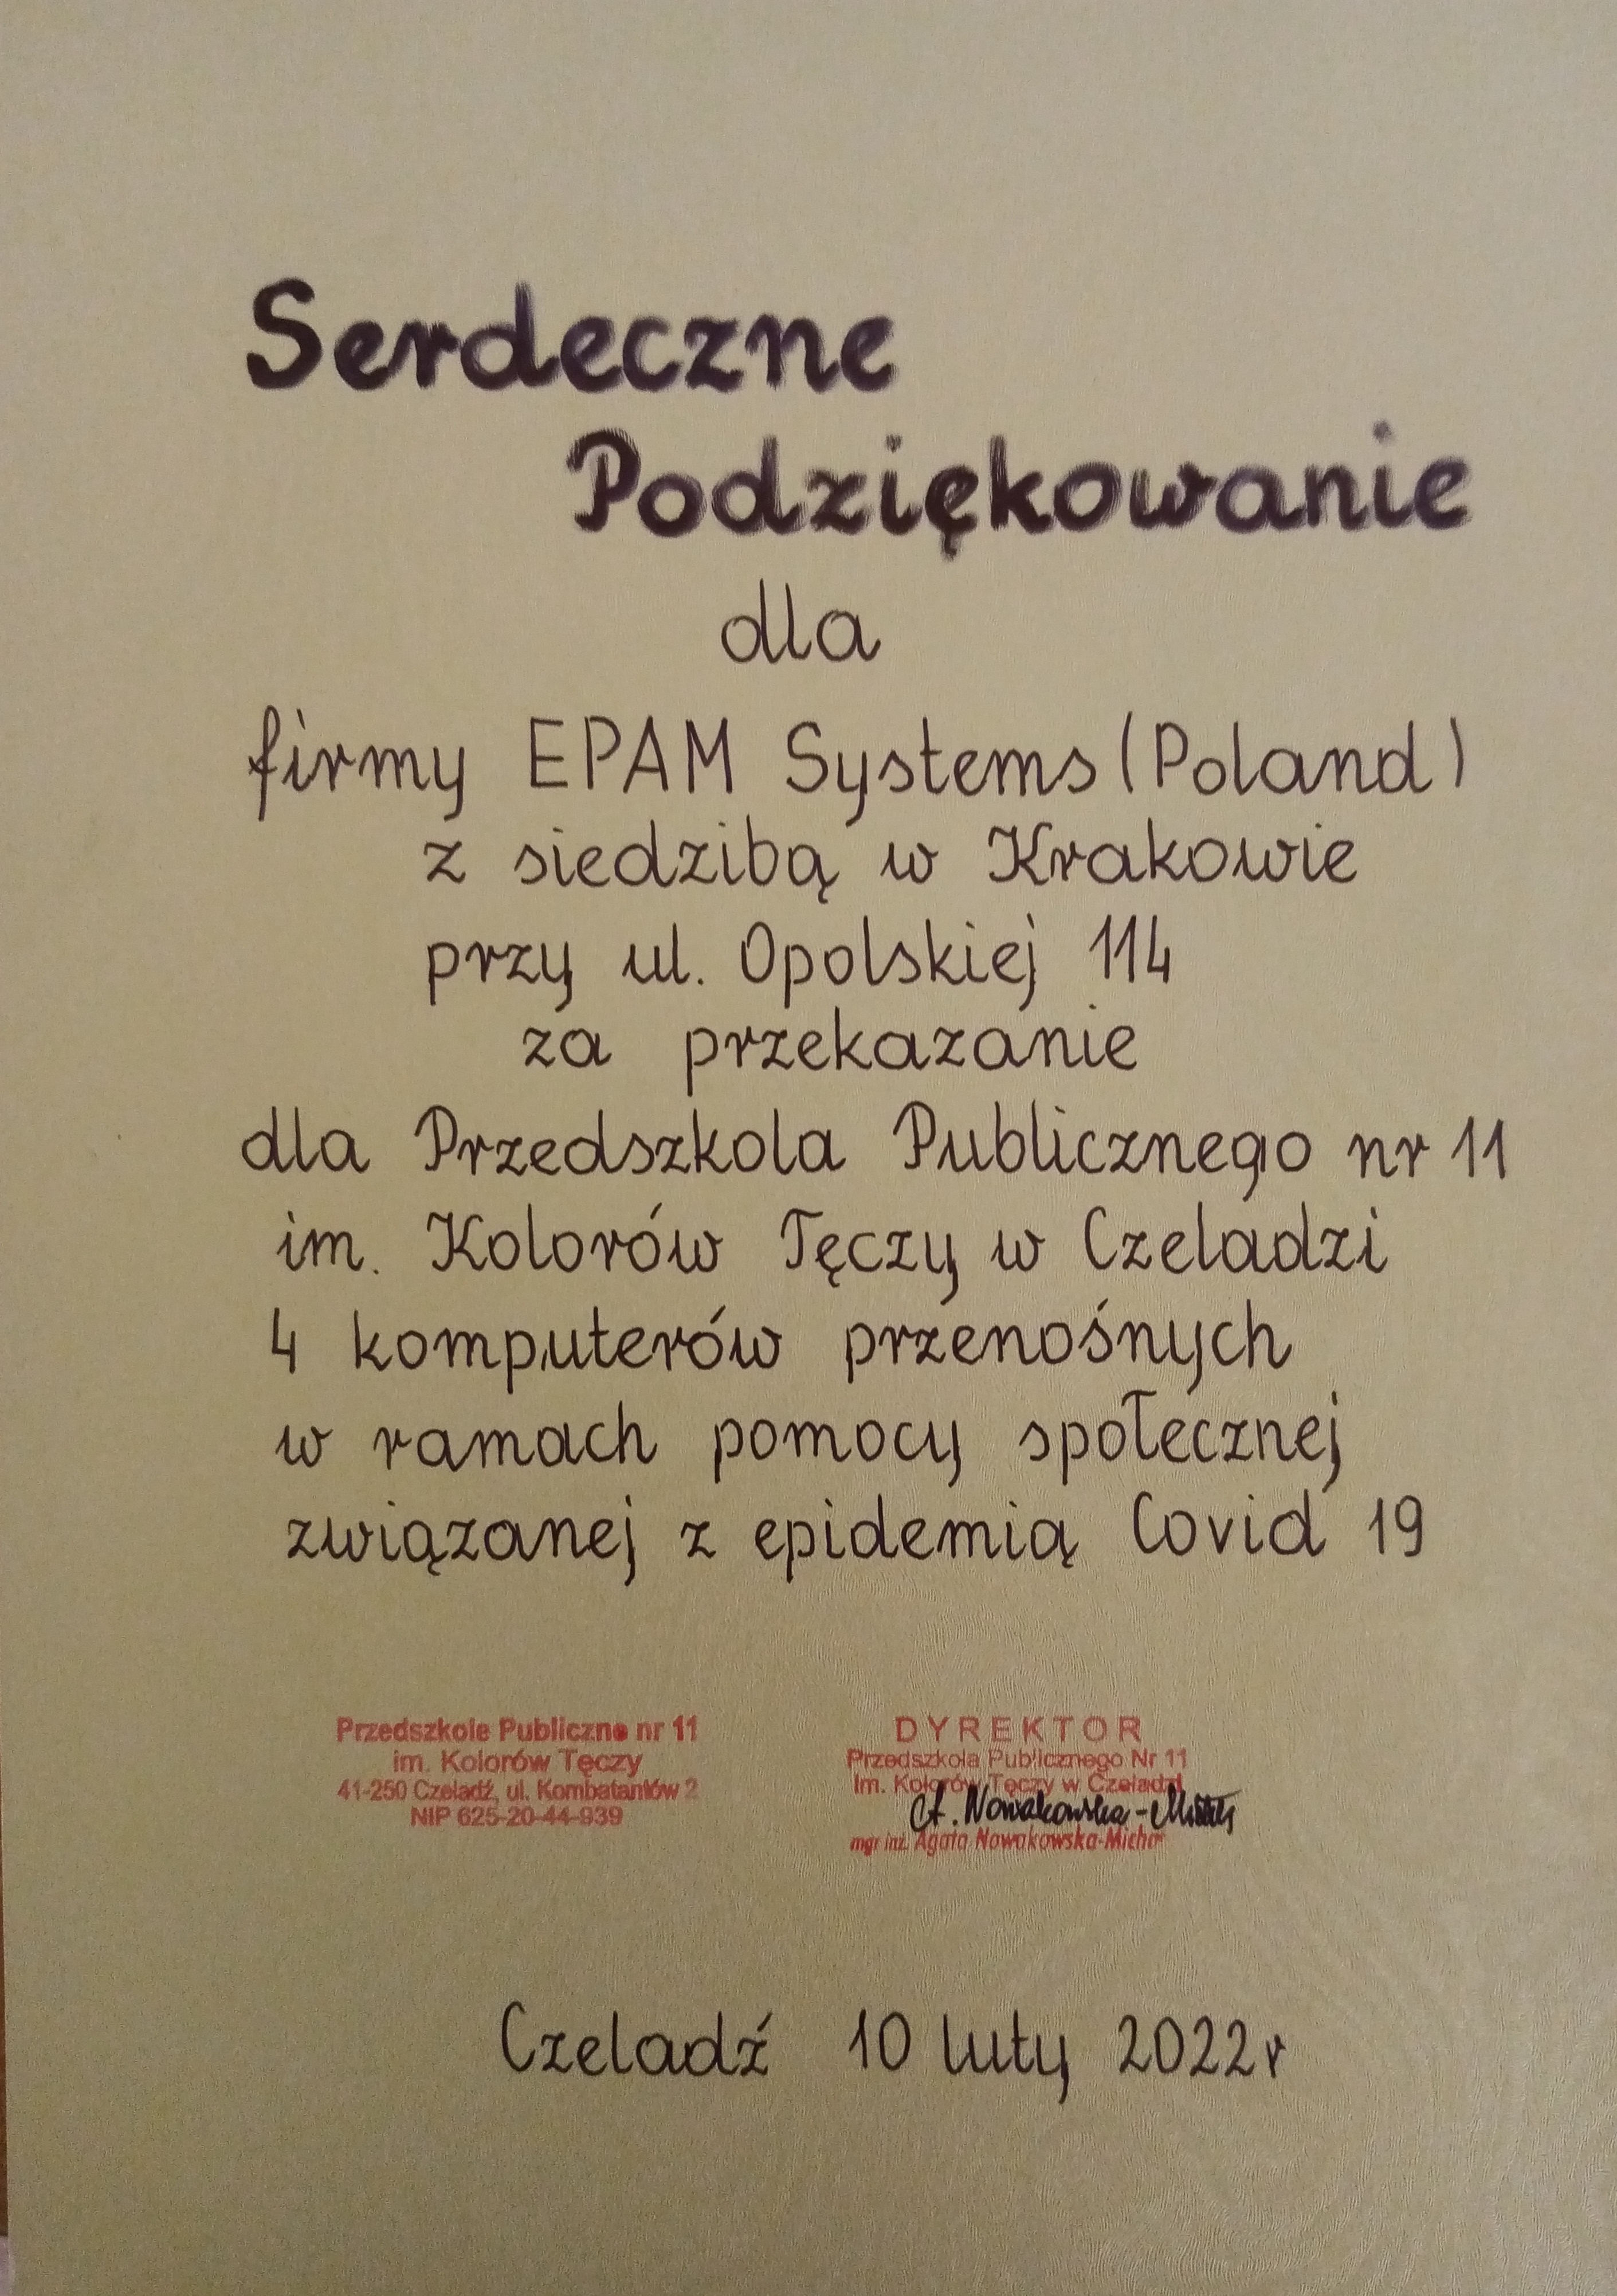 Serdeczne
Podziękowanie
dla
firmy EPAM Systems (Poland)
z siedzibą w Krakowie
przy ul. Opolskiej 114
za przekazanie
dla Przedszkola Publicznego nr 11
im. Kolorów Tęczy w Czeladzi
4 komputerów przenośnych
w ramach pomocy społecznej
związanej z epidemią Covid 19
Przedszkole Publiczne nr 11
im. Kolorów Tęczy
41-250 Czeladź, ul. Kombatantów 2
NIP 625-20-44-939
DYREKTOR
Przedszkola Publicznego Nr 11
im. Kolorów Tęczy w Czeladzi
A. Nowakowska-
mgr inż. Agata Nowakowska-
Czeladź 10 luty 2022r